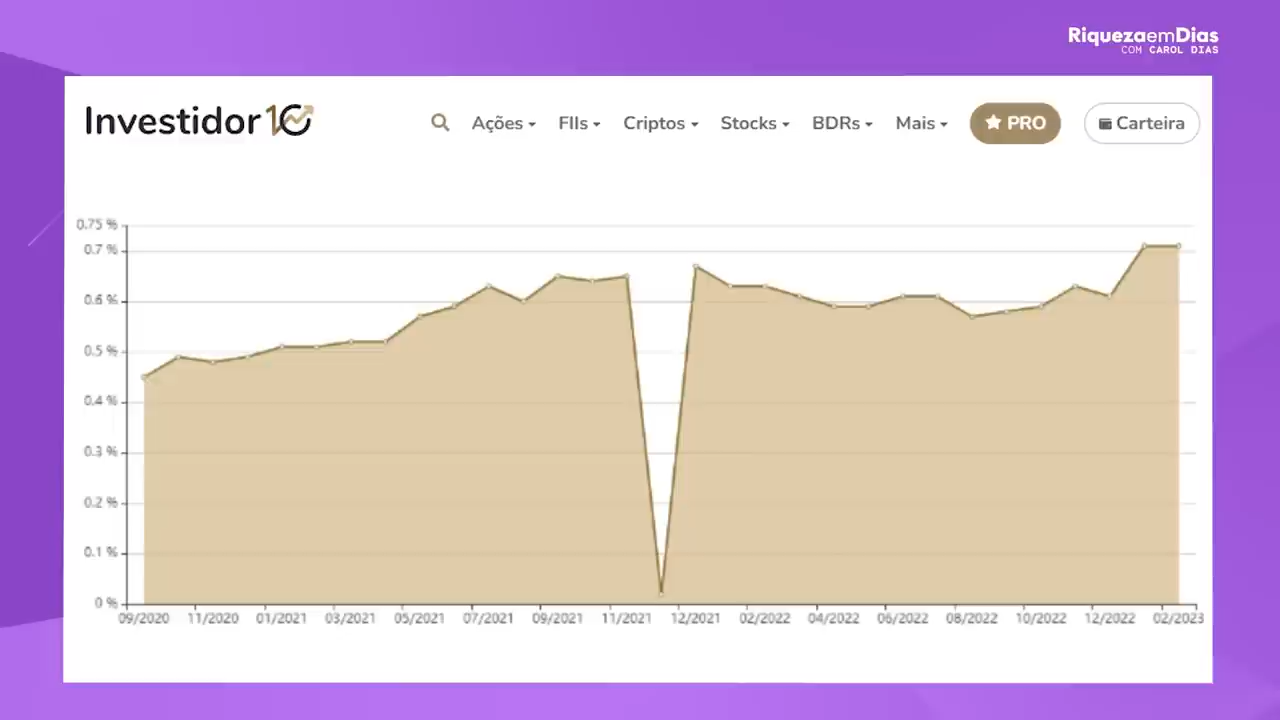 RiquezaemDias
COM CAROL DIAS
Investidor10
Ações
FIIs
Criptos
Stocks
BDRs
Mais
PRO
Carteira
0.75 %
0.7 %
0.6 %
0.5 %
0.4 %
0.3 %
0.2 %
0.1 %
0 %
09/2020 11/2020 01/2021 03/2021 05/2021 07/2021 09/2021 11/2021 12/2021 02/2022 04/2022 06/2022 08/2022 10/2022 12/2022 02/2023